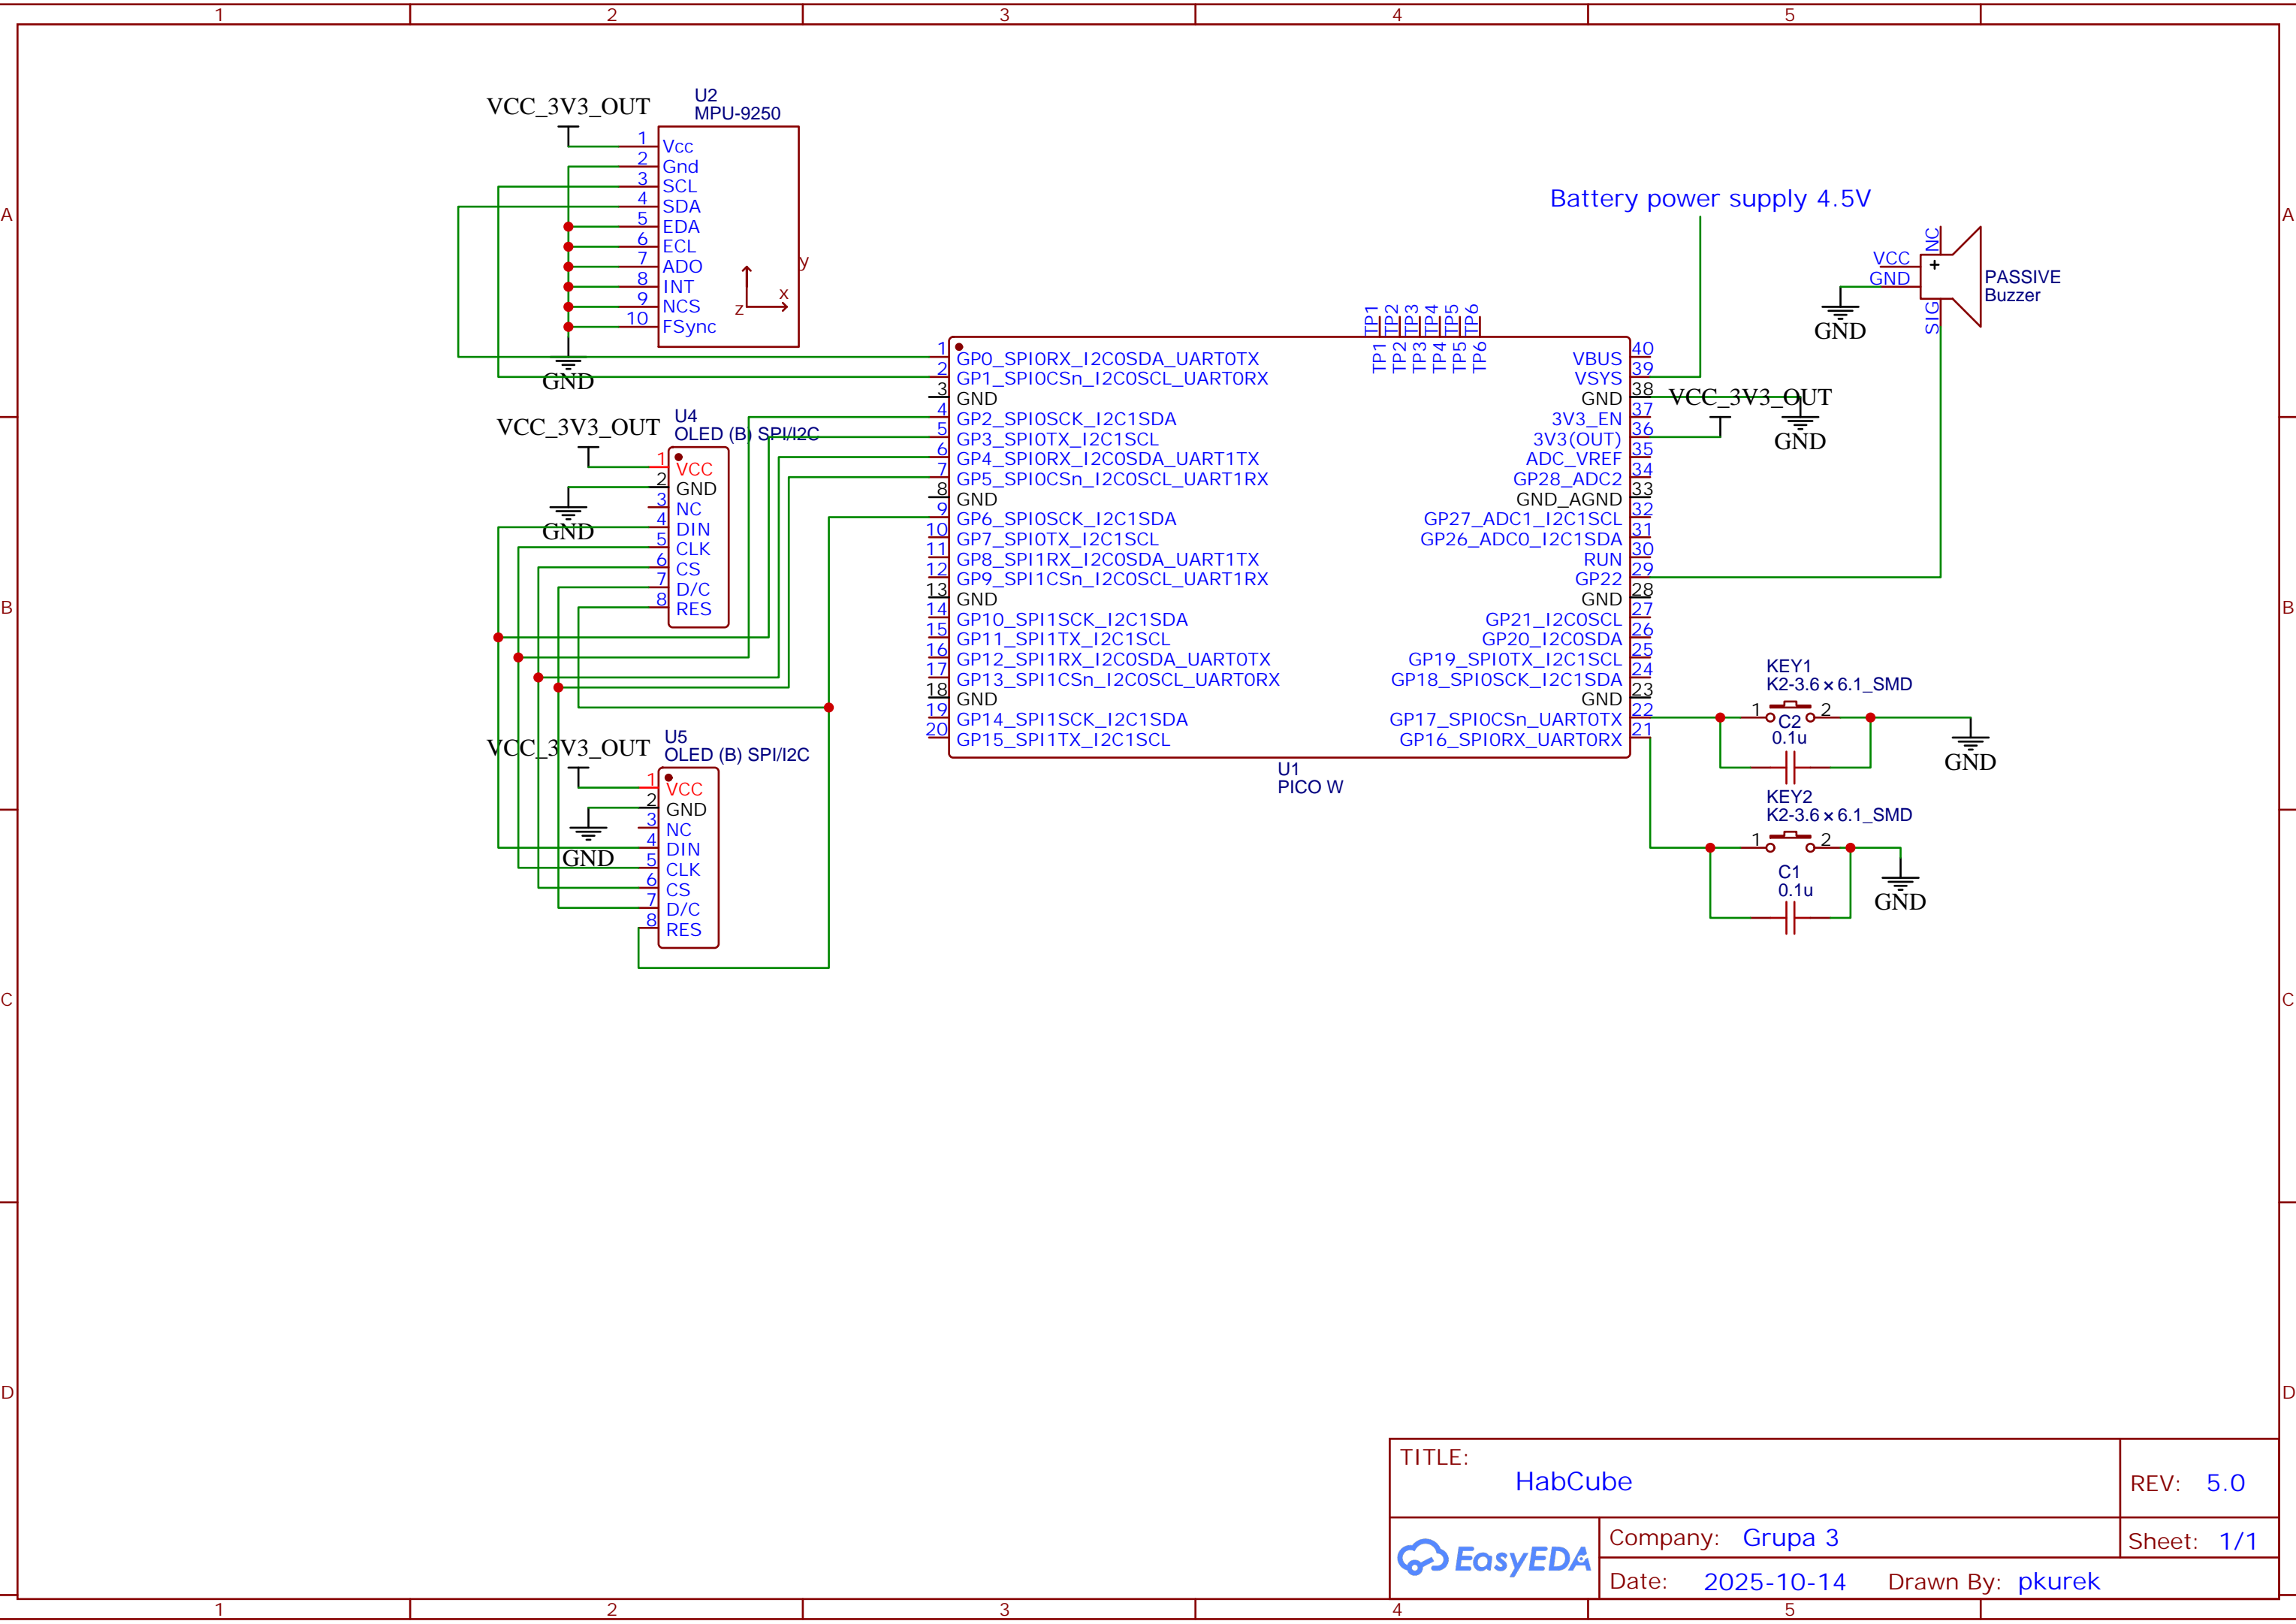 1 2 3 4 5
A
B
C
D
VCC_3V3_OUT
U2
MPU-9250
1 Vcc
2 Gnd
3 SCL
4 SDA
5 EDA
6 ECL
7 ADO
8 INT
9 NCS
10 FSync
y
x
z
GND
VCC_3V3_OUT
U4
OLED (B) SPI/I2C
1 VCC
2 GND
3 NC
4 DIN
5 CLK
6 CS
7 D/C
8 RES
GND
VCC_3V3_OUT
U5
OLED (B) SPI/I2C
1 VCC
2 GND
3 NC
4 DIN
5 CLK
6 CS
7 D/C
8 RES
GND
TP1 TP2 TP3 TP4 TP5 TP6
TP1 TP2 TP3 TP4 TP5 TP6
1 GP0_SPI0RX_I2C0SDA_UART0TX
2 GP1_SPI0CSn_I2C0SCL_UART0RX
3 GND
4 GP2_SPI0SCK_I2C1SDA
5 GP3_SPI0TX_I2C1SCL
6 GP4_SPI0RX_I2C0SDA_UART1TX
7 GP5_SPI0CSn_I2C0SCL_UART1RX
8 GND
9 GP6_SPI0SCK_I2C1SDA
10 GP7_SPI0TX_I2C1SCL
11 GP8_SPI1RX_I2C0SDA_UART1TX
12 GP9_SPI1CSn_I2C0SCL_UART1RX
13 GND
14 GP10_SPI1SCK_I2C1SDA
15 GP11_SPI1TX_I2C1SCL
16 GP12_SPI1RX_I2C0SDA_UART0TX
17 GP13_SPI1CSn_I2C0SCL_UART0RX
18 GND
19 GP14_SPI1SCK_I2C1SDA
20 GP15_SPI1TX_I2C1SCL
VBUS 40
VSYS 39
GND 38
3V3_EN 37
3V3(OUT) 36
ADC_VREF 35
GP28_ADC2 34
GND_AGND 33
GP27_ADC1_I2C1SCL 32
GP26_ADC0_I2C1SDA 31
RUN 30
GP22 29
GND 28
GP21_I2C0SCL 27
GP20_I2C0SDA 26
GP19_SPI0TX_I2C1SCL 25
GP18_SPI0SCK_I2C1SDA 24
GND 23
GP17_SPI0CSn_UART0TX 22
GP16_SPI0RX_UART0RX 21
U1
PICO W
Battery power supply 4.5V
VCC_3V3_OUT
GND
NC
VCC
+
GND
SIG
PASSIVE
Buzzer
GND
KEY1
K2-3.6×6.1_SMD
1 2
C2
0.1u
GND
KEY2
K2-3.6×6.1_SMD
1 2
C1
0.1u
GND
A
B
C
D
TITLE:
HabCube
REV: 5.0
EasyEDA
Company: Grupa 3
Sheet: 1/1
Date: 2025-10-14 Drawn By: pkurek
1 2 3 4 5